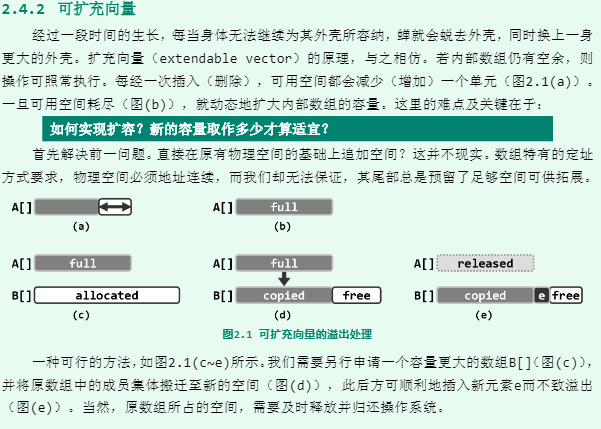 2.4.2 可扩充向量
经过一段时间的生长，每当身体无法继续为其外壳所容纳，蝉就会蜕去外壳，同时换上一身
更大的外壳。扩充向量（extendable vector）的原理，与之相仿。若内部数组仍有空余，则
操作可照常执行。每经一次插入（删除），可用空间都会减少（增加）一个单元（图2.1(a)）。
一旦可用空间耗尽（图(b)），就动态地扩大内部数组的容量。这里的难点及关键在于：
如何实现扩容？新的容量取作多少才算适宜？
首先解决前一问题。直接在原有物理空间的基础上追加空间？这并不现实。数组特有的定址
方式要求，物理空间必须地址连续，而我们却无法保证，其尾部总是预留了足够空间可供拓展。
A[]
(a)
A[] full
(b)
A[] full
B[] allocated
(c)
A[] full
B[] copied free
(d)
A[] released
B[] copied e free
(e)
图2.1 可扩充向量的溢出处理
一种可行的方法，如图2.1(c~e)所示。我们需要另行申请一个容量更大的数组B[]（图(c)），
并将原数组中的成员集体搬迁至新的空间（图(d)），此后方可顺利地插入新元素e而不致溢出
（图(e)）。当然，原数组所占的空间，需要及时释放并归还操作系统。